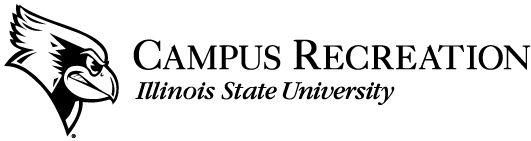 CAMPUS RECREATION
Illinois State University
®